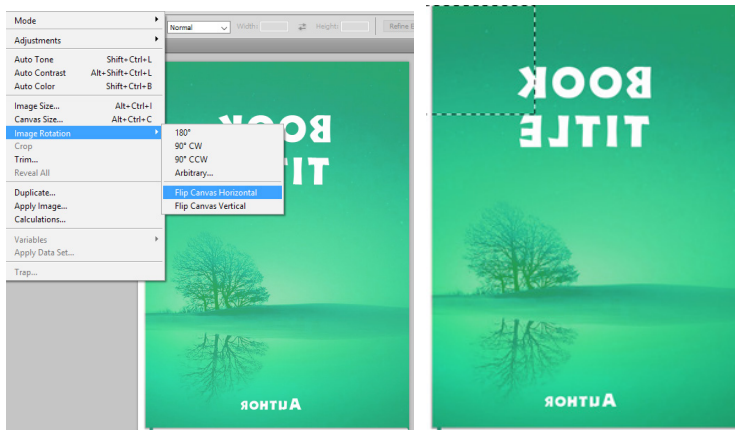 Mode
Adjustments
Auto Tone Shift+Ctrl+L
Auto Contrast Alt+Shift+Ctrl+L
Auto Color Shift+Ctrl+B
Image Size... Alt+Ctrl+I
Canvas Size... Alt+Ctrl+C
Image Rotation
Crop
Trim...
Reveal All
Duplicate...
Apply Image...
Calculations...
Variables
Apply Data Set...
Trap...
180°
90° CW
90° CCW
Arbitrary...
Flip Canvas Horizontal
Flip Canvas Vertical
Normal Width: Height:
BOOK
AUTHOR
BOOK
TITLE
AUTHOR